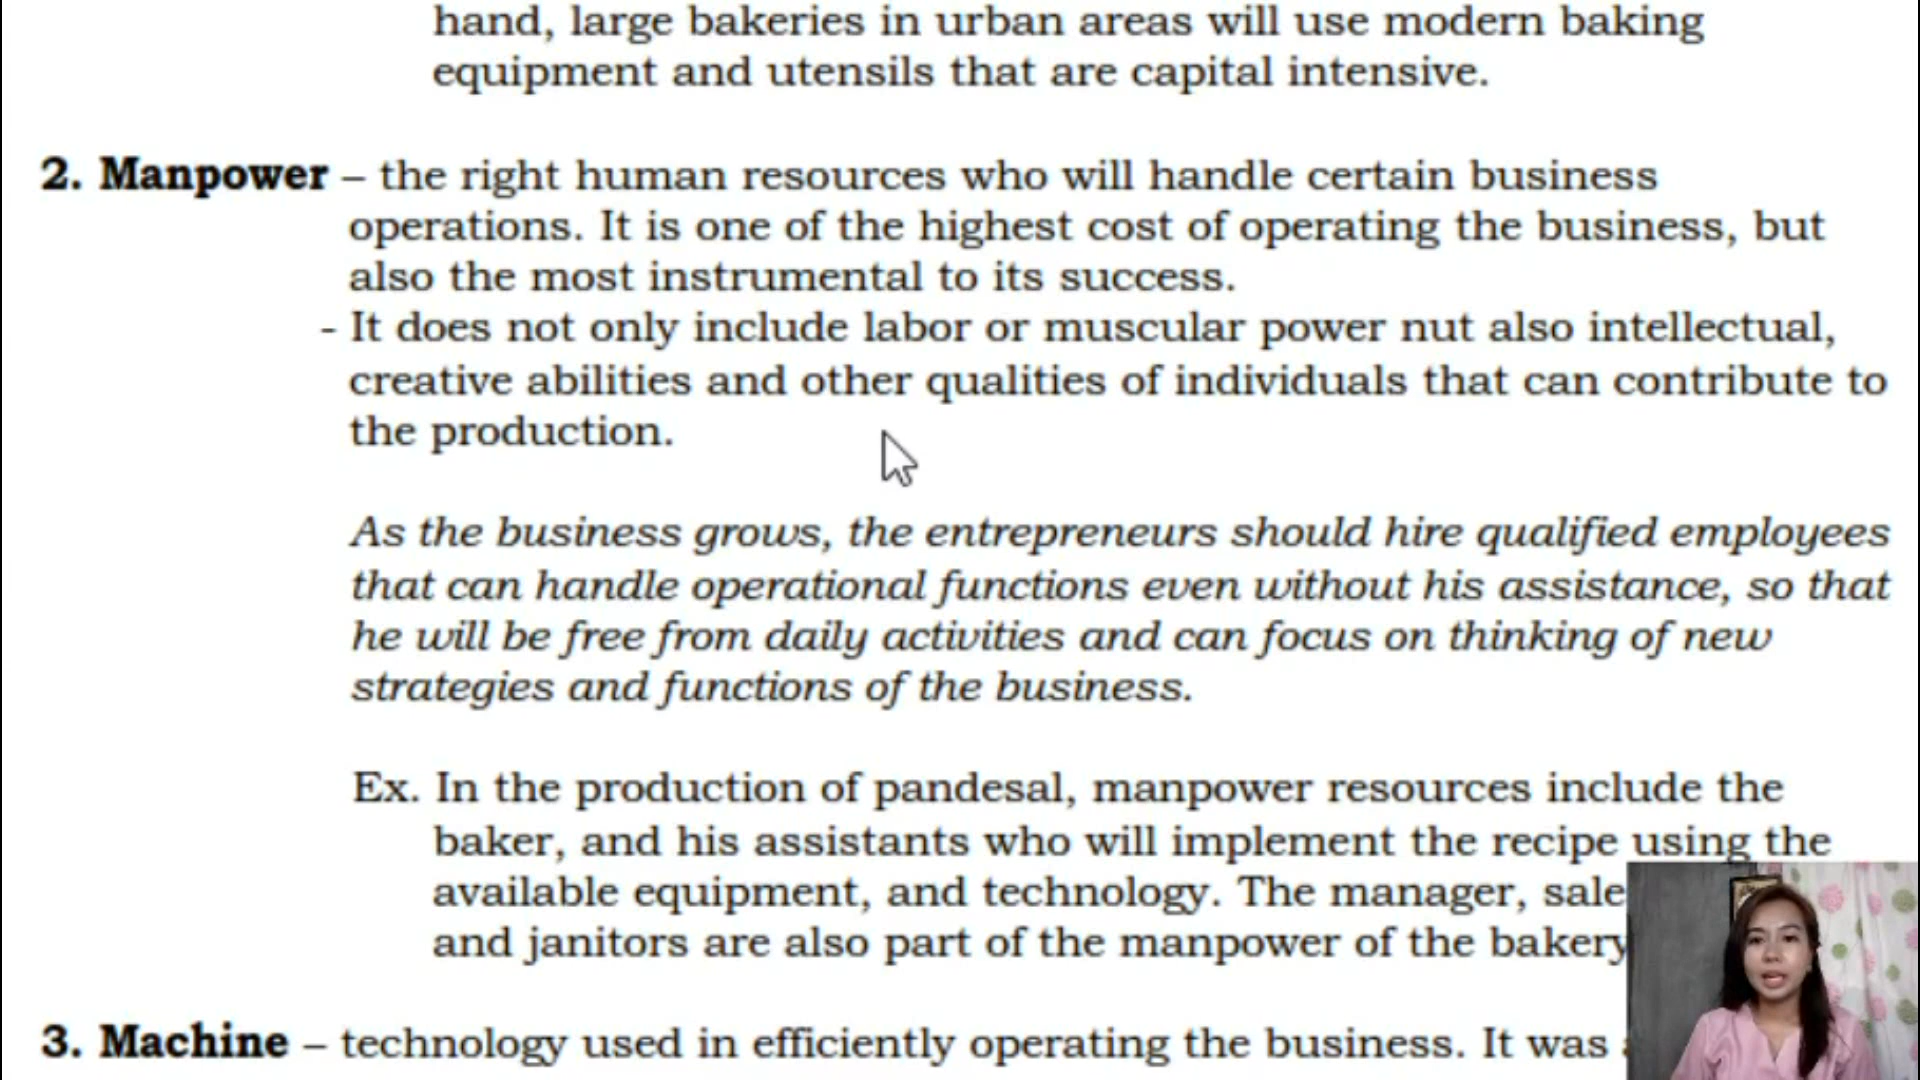 hand, large bakeries in urban areas will use modern baking
equipment and utensils that are capital intensive.
2. Manpower – the right human resources who will handle certain business
operations. It is one of the highest cost of operating the business, but
also the most instrumental to its success.
- It does not only include labor or muscular power nut also intellectual,
creative abilities and other qualities of individuals that can contribute to
the production.
As the business grows, the entrepreneurs should hire qualified employees
that can handle operational functions even without his assistance, so that
he will be free from daily activities and can focus on thinking of new
strategies and functions of the business.
Ex. In the production of pandesal, manpower resources include the
baker, and his assistants who will implement the recipe using the
available equipment, and technology. The manager,
and janitors are also part of the manpower of the bakery
3. Machine – technology used in efficiently operating the business. It was